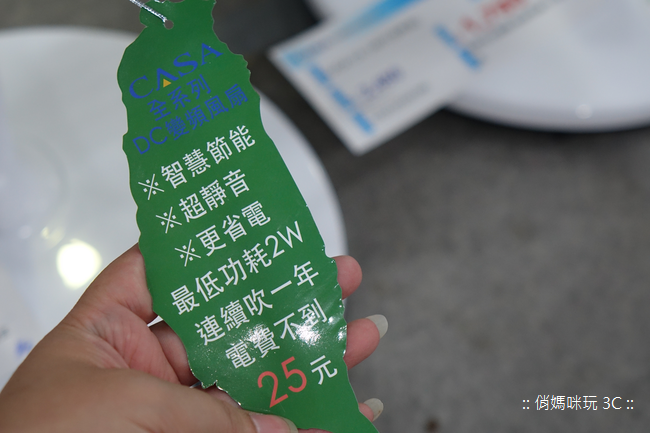 CASA
全系列
DC變頻風扇
※智慧節能
※超靜音
※更省電
最低功耗2W
連續吹一年
電費不到
25元
:: 俏媽咪玩 3C ::